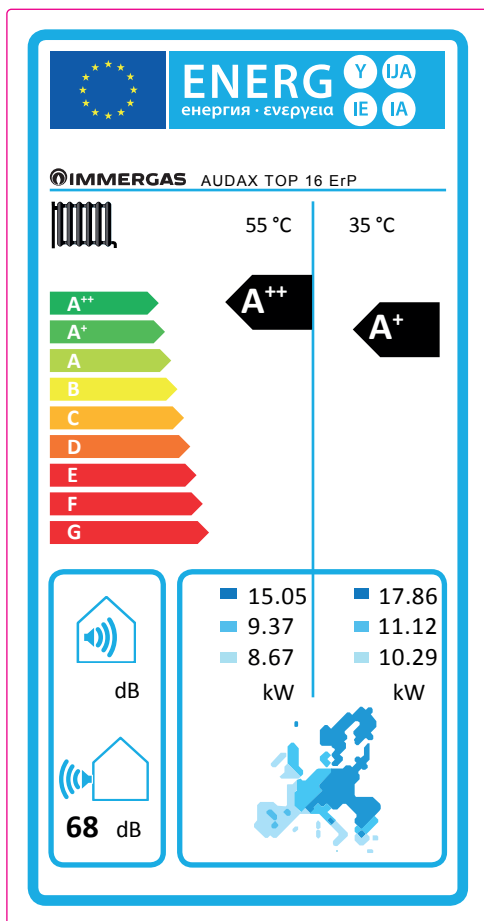 ENERG Y IJA
енергия · ενεργεια IE IA
IMMERGAS AUDAX TOP 16 ErP
55 °C 35 °C
A++ A+
A++
A+
A
B
C
D
E
F
G
15.05 17.86
9.37 11.12
8.67 10.29
kW kW
dB
68 dB